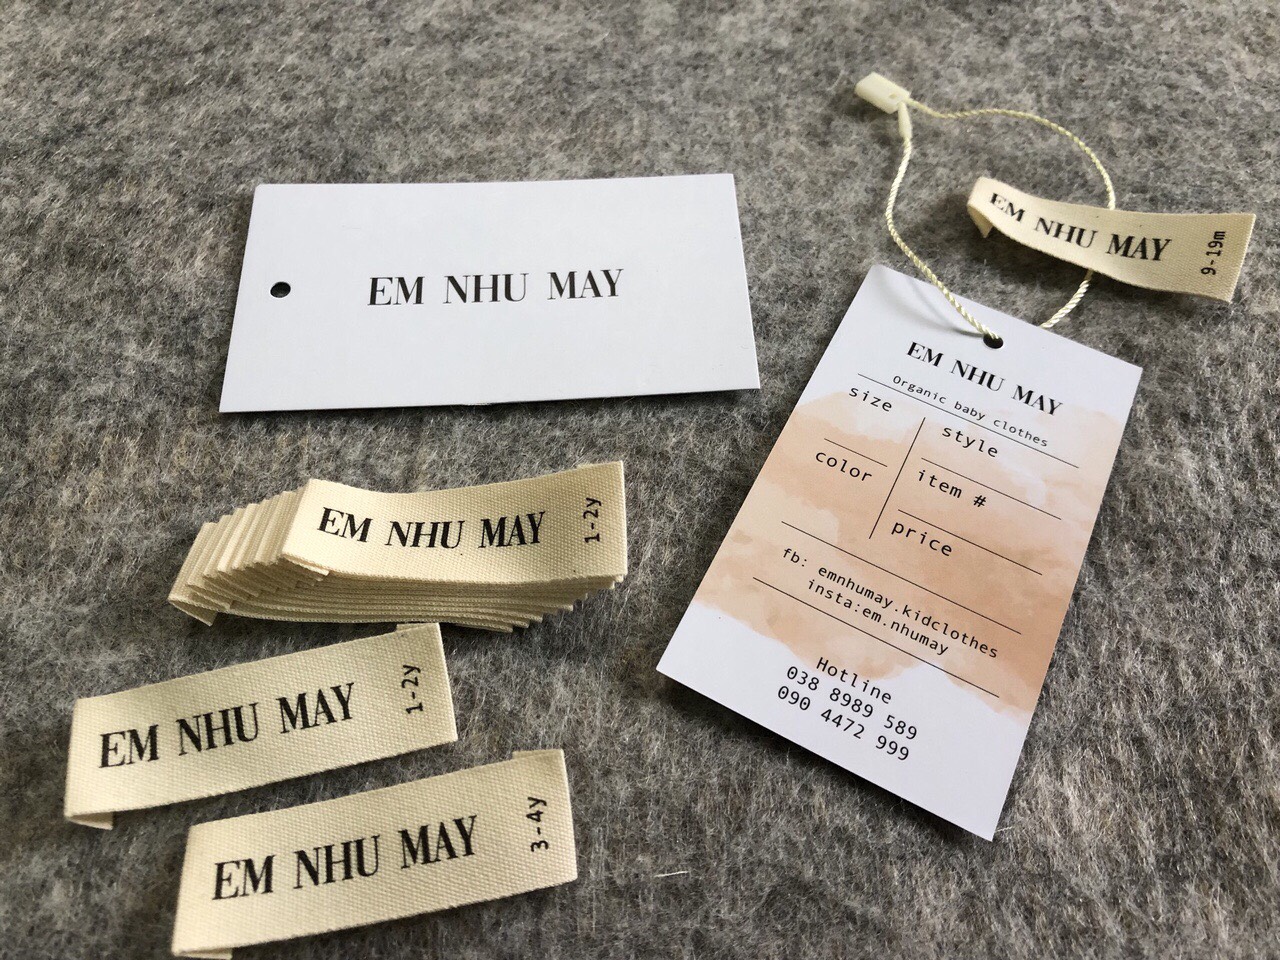 EM NHU MAY
EM NHU MAY
9-19m
EM NHU MAY
Organic baby clothes
size
style
color
item #
price
fb: emnhumay.kidclothes
insta:em.nhumay
Hotline
038 8989 589
090 4472 999
EM NHU MAY
1-2y
EM NHU MAY
1-2y
EM NHU MAY
3-4y